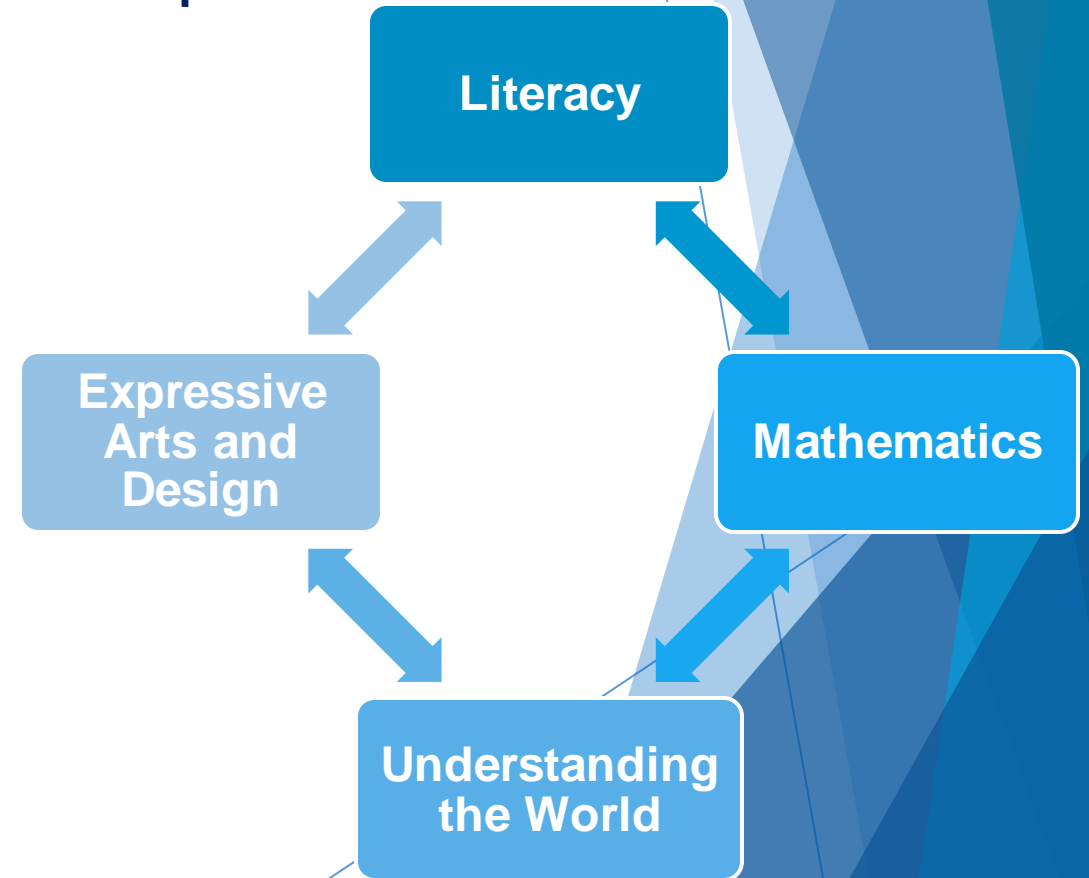 Literacy
Expressive
Arts and
Design
Mathematics
Understanding
the World